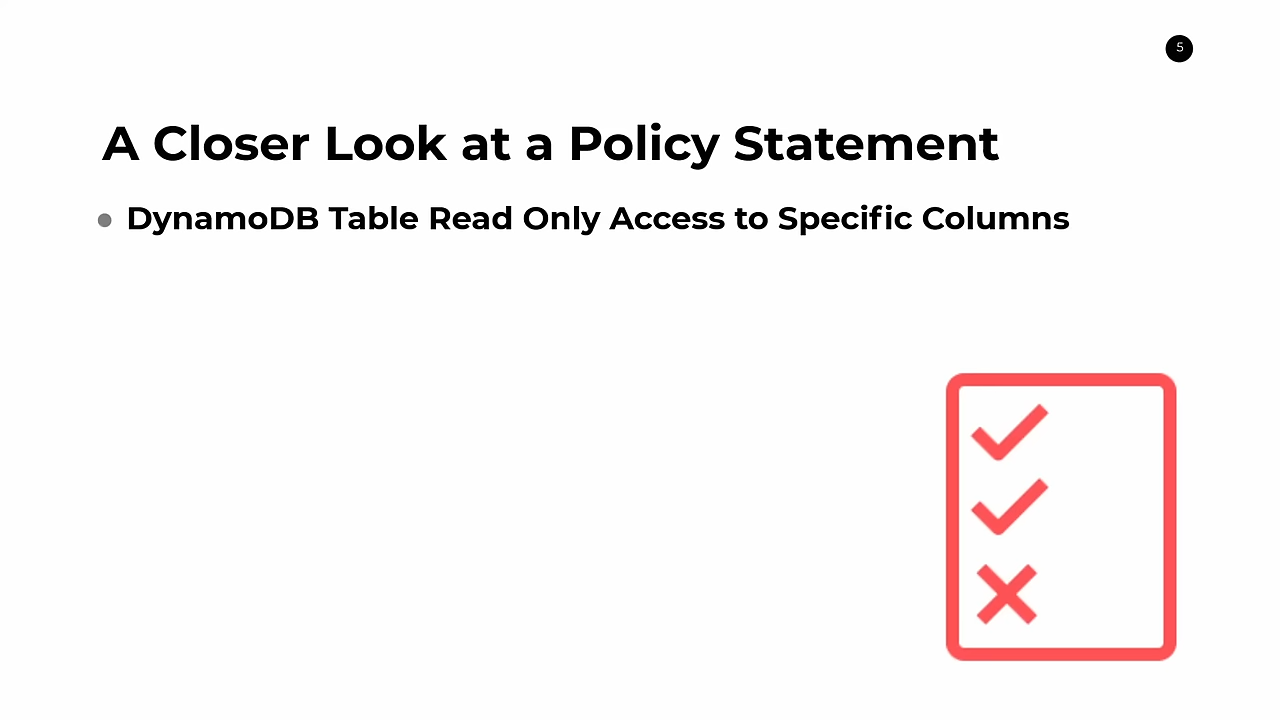 5
A Closer Look at a Policy Statement
● DynamoDB Table Read Only Access to Specific Columns